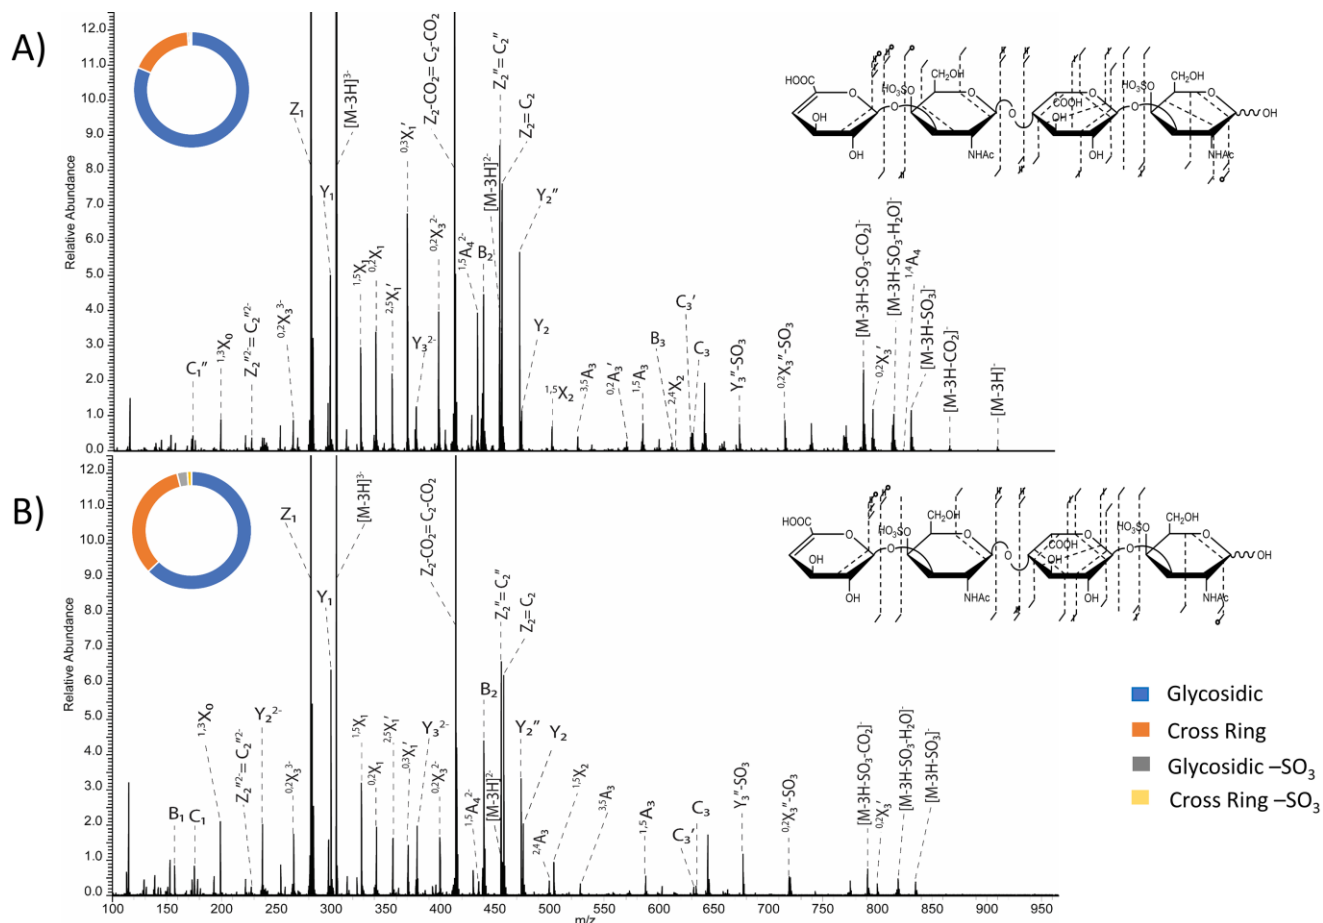 A)
Relative Abundance
12.0
11.0
10.0
9.0
8.0
7.0
6.0
5.0
4.0
3.0
2.0
1.0
0.0
C₁″
¹,³X₀
Z₂″²⁻= C₂″²⁻
⁰,²X₃³⁻
Z₁
Y₁
[M-3H]³⁻
¹,⁵X₁
⁰,²X₁
²,⁵X₁′
⁰,³X₁′
Y₃²⁻
⁰,²X₃²⁻
Z₂-CO₂= C₂-CO₂
¹,⁵A₄²⁻
B₂
[M-3H]²⁻
Z₂″= C₂″
Z₂= C₂
Y₂″
Y₂
¹,⁵X₂
³,⁵A₃
⁰,²A₃′
¹,⁵A₃
B₃
²,⁴X₂
C₃′
C₃
Y₃″-SO₃
⁰,²X₃″-SO₃
[M-3H-SO₃-CO₂]⁻
⁰,²X₃′
[M-3H-SO₃-H₂O]⁻
¹,⁴A₄
[M-3H-SO₃]⁻
[M-3H-CO₂]⁻
[M-3H]⁻
HOOC
O
OH
OH
O
HO₃SO
CH₂OH
O
NHAc
O
O
COOH
OH
OH
O
HO₃SO
CH₂OH
O
NHAc
OH
B)
Relative Abundance
12.0
11.0
10.0
9.0
8.0
7.0
6.0
5.0
4.0
3.0
2.0
1.0
0.0
B₁
C₁
¹,³X₀
Z₂″²⁻= C₂″²⁻
Y₂²⁻
⁰,²X₃³⁻
Z₁
Y₁
[M-3H]³⁻
¹,⁵X₁
⁰,²X₁
²,⁵X₁′
⁰,³X₁′
Y₃²⁻
⁰,²X₃²⁻
Z₂-CO₂= C₂-CO₂
¹,⁵A₄²⁻
B₂
[M-3H]²⁻
Z₂″= C₂″
Z₂= C₂
Y₂″
Y₂
²,⁴A₃
¹,⁵X₂
³,⁵A₃
¹,⁵A₃
C₃′
C₃
Y₃″-SO₃
⁰,²X₃″-SO₃
[M-3H-SO₃-CO₂]⁻
⁰,²X₃′
[M-3H-SO₃-H₂O]⁻
[M-3H-SO₃]⁻
HOOC
O
OH
OH
O
HO₃SO
CH₂OH
O
NHAc
O
O
COOH
OH
OH
O
HO₃SO
CH₂OH
O
NHAc
OH
Glycosidic
Cross Ring
Glycosidic –SO₃
Cross Ring –SO₃
100 150 200 250 300 350 400 450 500 550 600 650 700 750 800 850 900 950
m/z